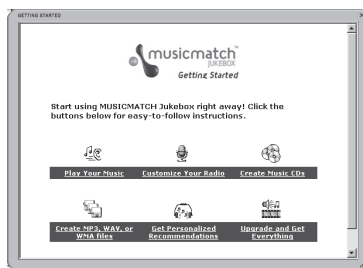 GETTING STARTED
musicmatch
JUKEBOX
Getting Started
Start using MUSICMATCH Jukebox right away! Click the
buttons below for easy-to-follow instructions.
Play Your Music Customize Your Radio Create Music CDs
Create MP3, WAV, or Get Personalized Upgrade and Get
WMA files Recommendations Everything